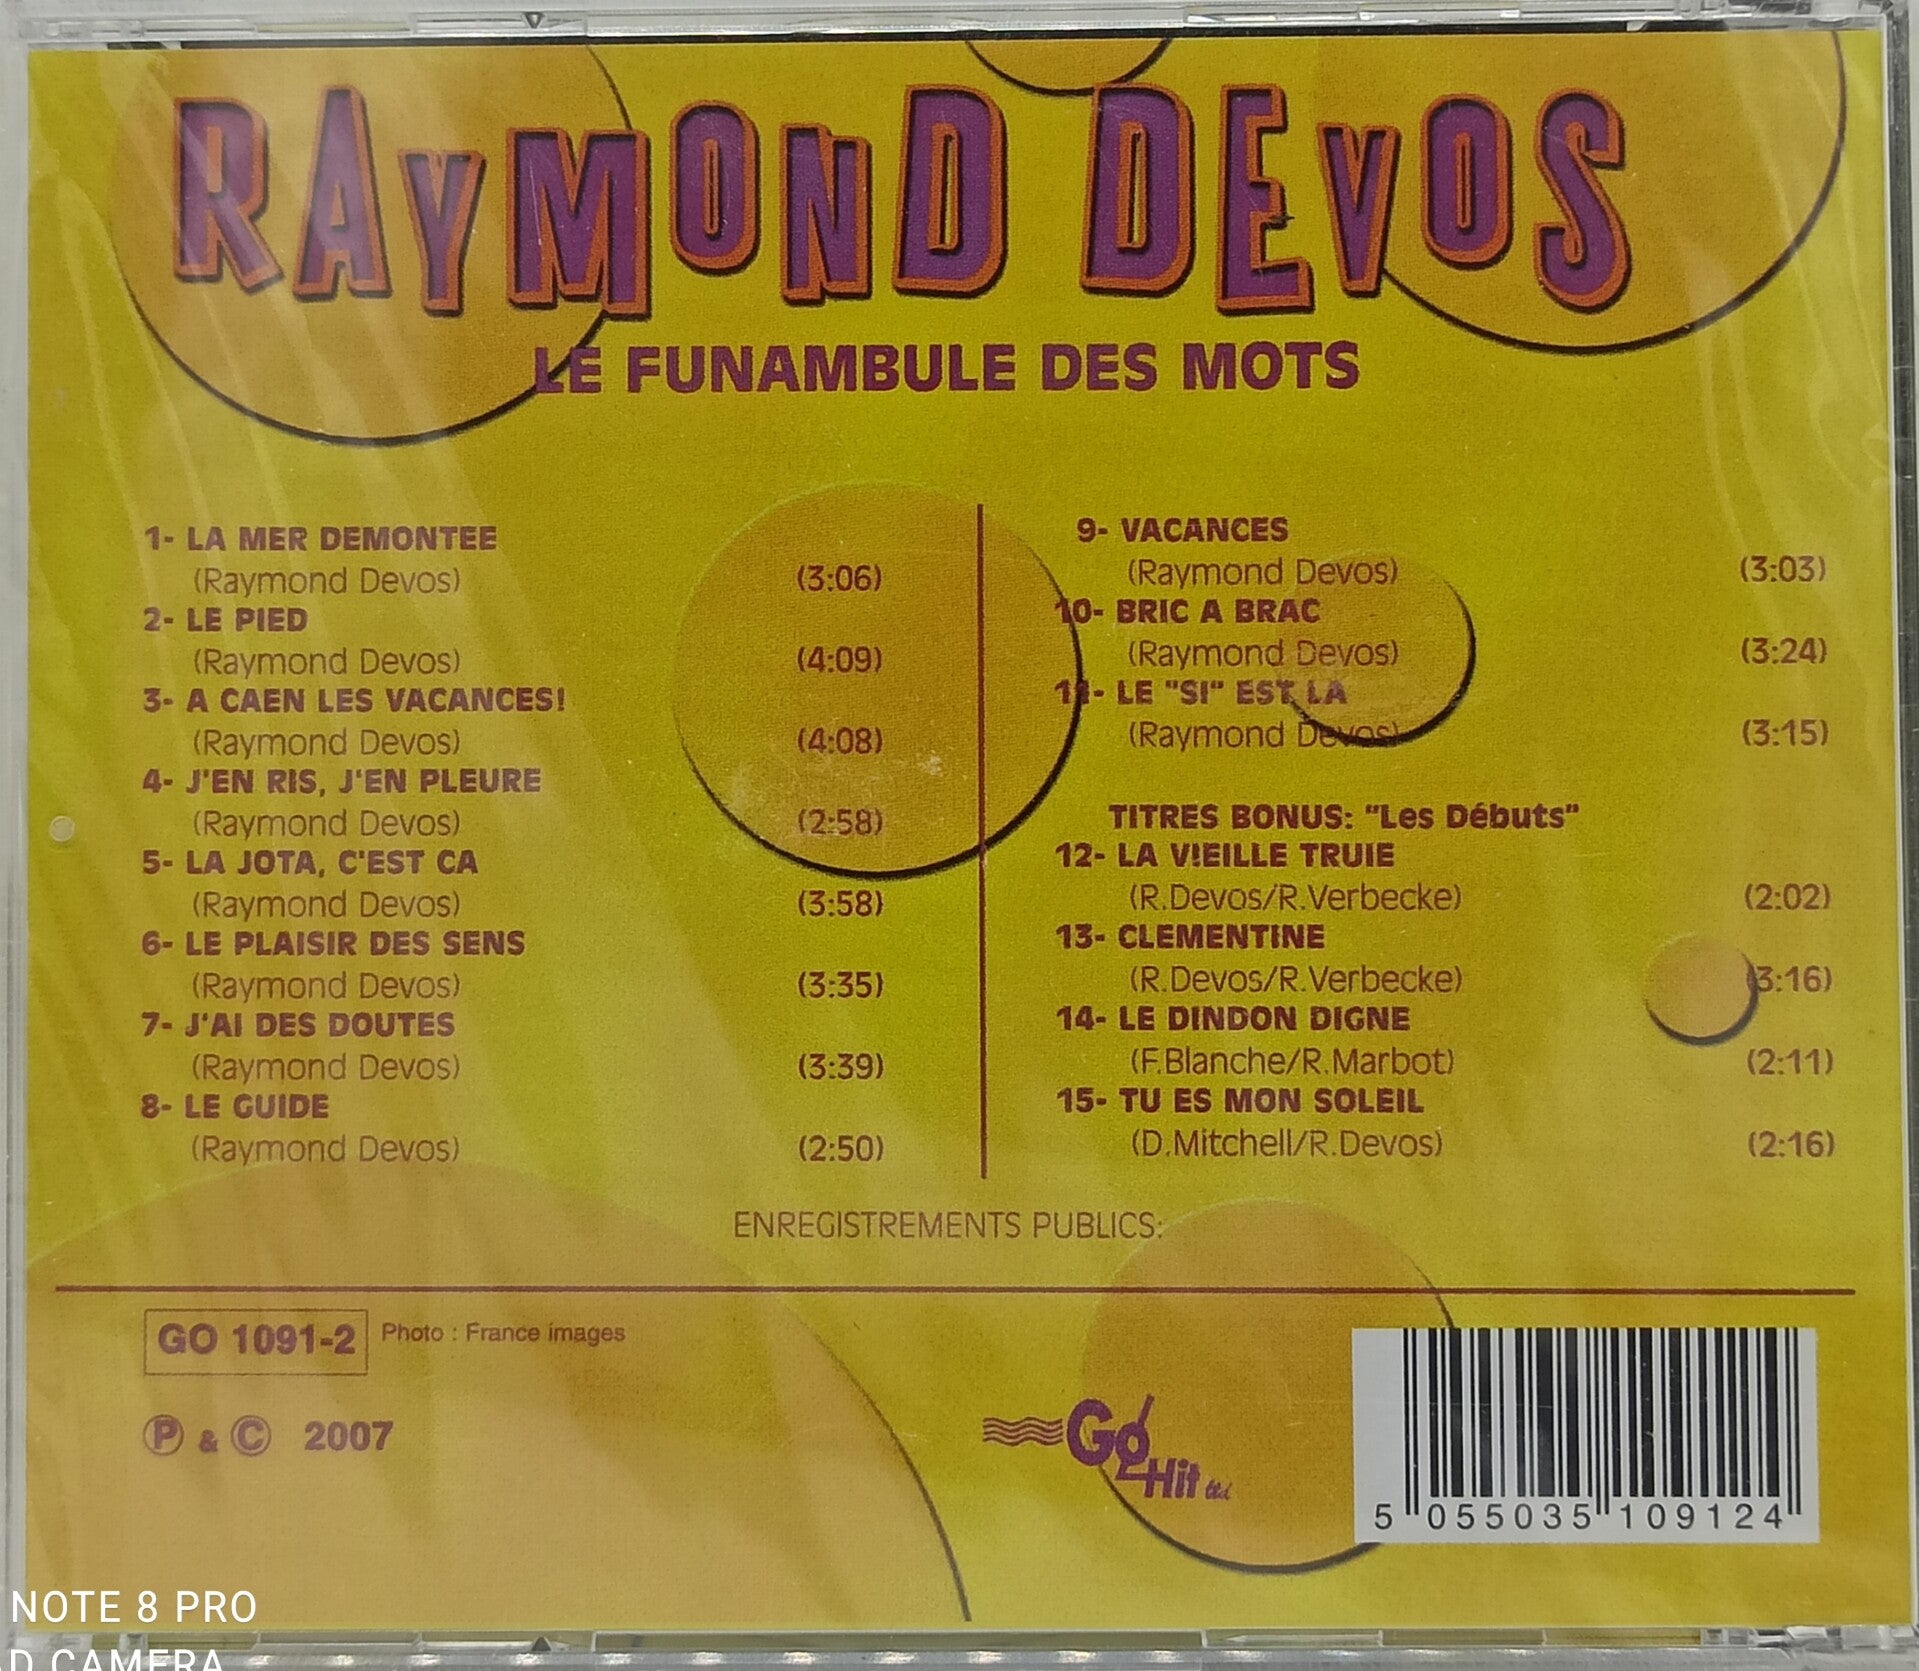 RAYMOND DEVOS
LE FUNAMBULE DES MOTS
1- LA MER DEMONTEE
(Raymond Devos) (3:06)
2- LE PIED
(Raymond Devos) (4:09)
3- A CAEN LES VACANCES!
(Raymond Devos) (4:08)
4- J'EN RIS, J'EN PLEURE
(Raymond Devos) (2:58)
5- LA JOTA, C'EST CA
(Raymond Devos) (3:58)
6- LE PLAISIR DES SENS
(Raymond Devos) (3:35)
7- J'AI DES DOUTES
(Raymond Devos) (3:39)
8- LE GUIDE
(Raymond Devos) (2:50)
9- VACANCES
(Raymond Devos) (3:03)
10- BRIC A BRAC
(Raymond Devos) (3:24)
11- LE "SI" EST LA
(Raymond Devos) (3:15)
TITRES BONUS: "Les Débuts"
12- LA VIEILLE TRUIE
(R.Devos/R.Verbecke) (2:02)
13- CLEMENTINE
(R.Devos/R.Verbecke) (3:16)
14- LE DINDON DIGNE
(F.Blanche/R.Marbot) (2:11)
15- TU ES MON SOLEIL
(D.Mitchell/R.Devos) (2:16)
ENREGISTREMENTS PUBLICS:
GO 1091-2 Photo : France images
Ⓟ & © 2007
Go Hit ltd
5 055035 109124
NOTE 8 PRO
AD CAMERA